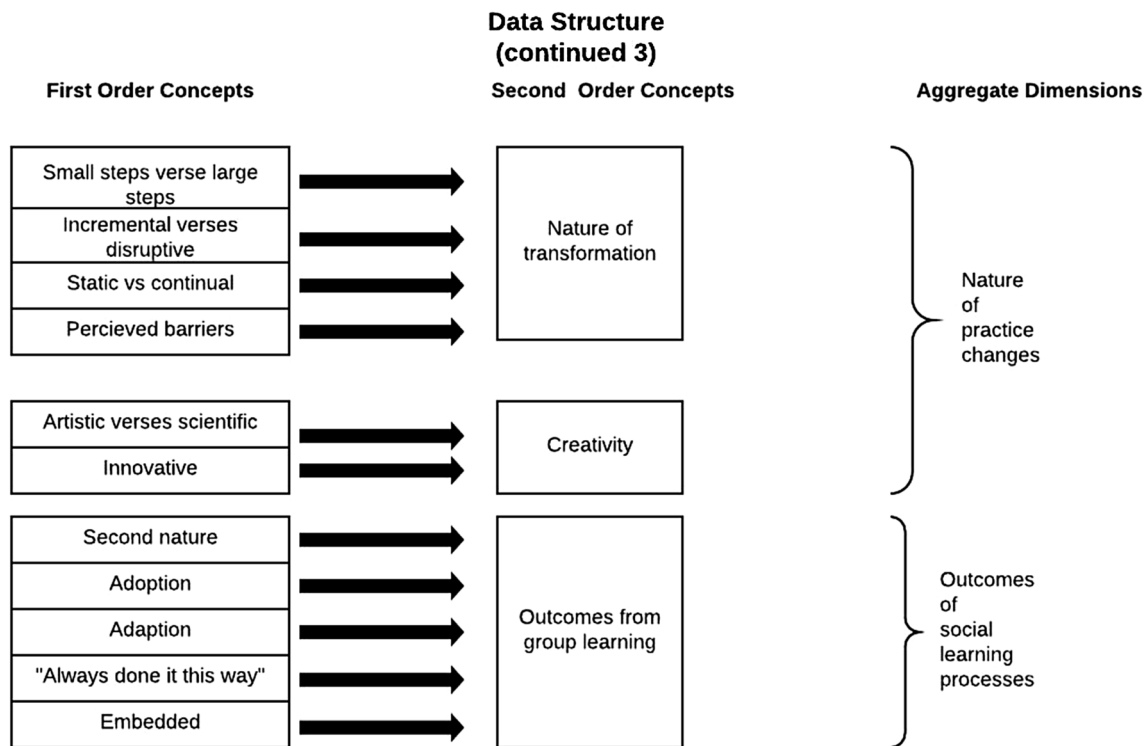 Data Structure
(continued 3)
First Order Concepts
Second Order Concepts
Aggregate Dimensions
Small steps verse large
steps
Incremental verses
disruptive
Static vs continual
Percieved barriers
Nature of
transformation
Nature
of
practice
changes
Artistic verses scientific
Innovative
Creativity
Second nature
Adoption
Adaption
"Always done it this way"
Embedded
Outcomes from
group learning
Outcomes
of
social
learning
processes